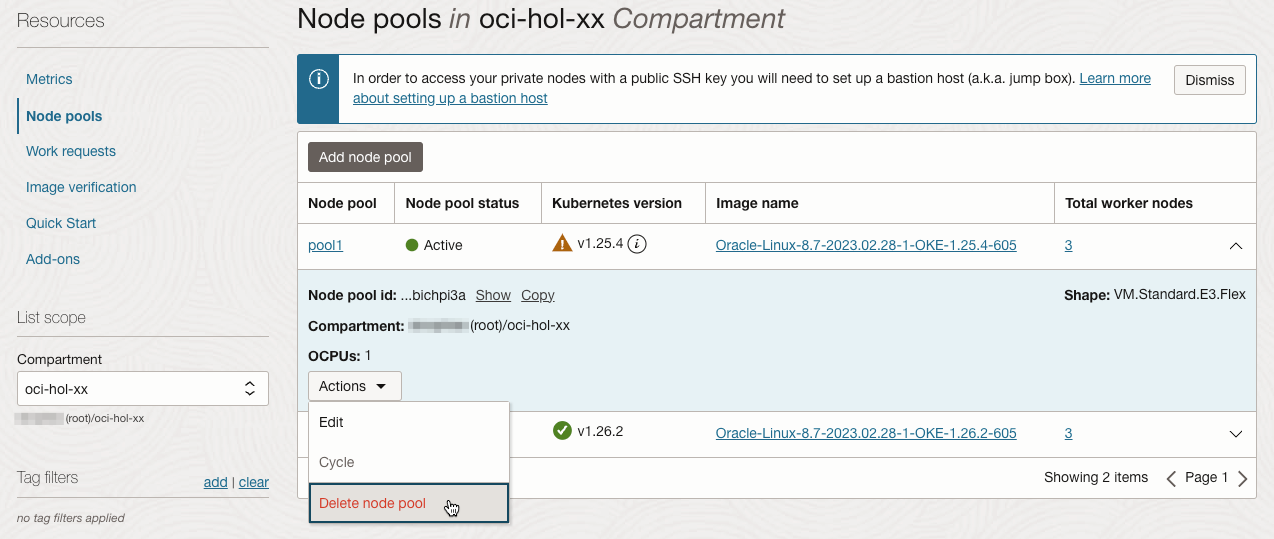 Resources
Metrics
Node pools
Work requests
Image verification
Quick Start
Add-ons
List scope
Compartment
oci-hol-xx
(root)/oci-hol-xx
Tag filters
add | clear
no tag filters applied
Node pools in oci-hol-xx Compartment
In order to access your private nodes with a public SSH key you will need to set up a bastion host (a.k.a. jump box). Learn more
about setting up a bastion host
Dismiss
Add node pool
Node pool Node pool status Kubernetes version Image name Total worker nodes
pool1 Active v1.25.4 Oracle-Linux-8.7-2023.02.28-1-OKE-1.25.4-605 3
Node pool id: ...bichpi3a Show Copy Shape: VM.Standard.E3.Flex
Compartment: (root)/oci-hol-xx
OCPUs: 1
Actions
Edit
v1.26.2 Oracle-Linux-8.7-2023.02.28-1-OKE-1.26.2-605 3
Cycle
Showing 2 items Page 1
Delete node pool